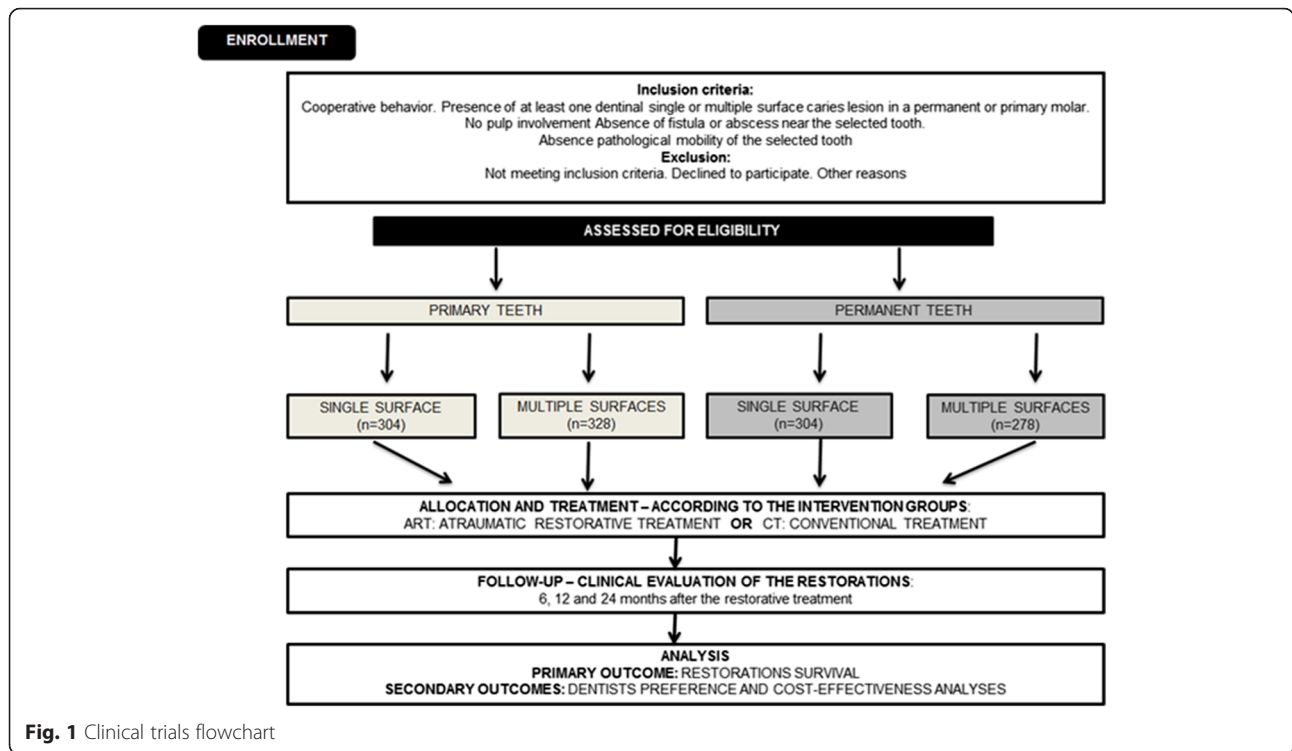 ENROLLMENT
Inclusion criteria:
Cooperative behavior. Presence of at least one dentinal single or multiple surface caries lesion in a permanent or primary molar.
No pulp involvement Absence of fistula or abscess near the selected tooth.
Absence pathological mobility of the selected tooth
Exclusion:
Not meeting inclusion criteria. Declined to participate. Other reasons
ASSESSED FOR ELIGIBILITY
PRIMARY TEETH
PERMANENT TEETH
SINGLE SURFACE
(n=304)
MULTIPLE SURFACES
(n=328)
SINGLE SURFACE
(n=304)
MULTIPLE SURFACES
(n=278)
ALLOCATION AND TREATMENT – ACCORDING TO THE INTERVENTION GROUPS:
ART: ATRAUMATIC RESTORATIVE TREATMENT OR CT: CONVENTIONAL TREATMENT
FOLLOW-UP – CLINICAL EVALUATION OF THE RESTORATIONS:
6, 12 and 24 months after the restorative treatment
ANALYSIS
PRIMARY OUTCOME: RESTORATIONS SURVIVAL
SECONDARY OUTCOMES: DENTISTS PREFERENCE AND COST-EFFECTIVENESS ANALYSES
Fig. 1 Clinical trials flowchart